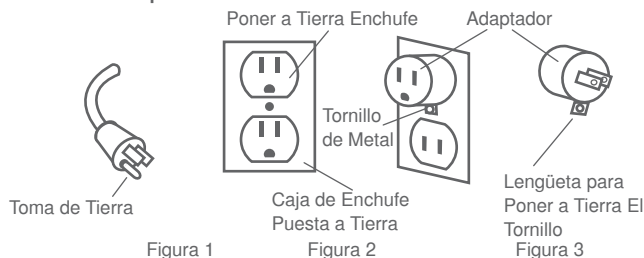 Poner a Tierra Enchufe
Adaptador
Tornillo
de Metal
Toma de Tierra
Caja de Enchufe
Puesta a Tierra
Lengüeta para
Poner a Tierra El
Tornillo
Figura 1
Figura 2
Figura 3